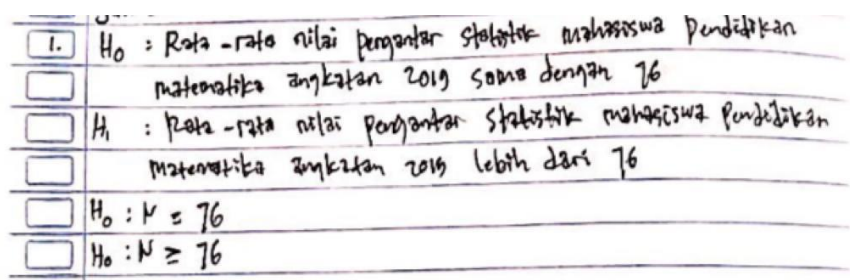 1. H₀ : Rata-rata nilai pengantar statistik mahasiswa Pendidikan
matematika angkatan 2019 sama dengan 76
H₁ : Rata-rata nilai pengantar statistik mahasiswa Pendidikan
Matematika angkatan 2019 lebih dari 76
H₀ : μ = 76
H₀ : μ ≥ 76